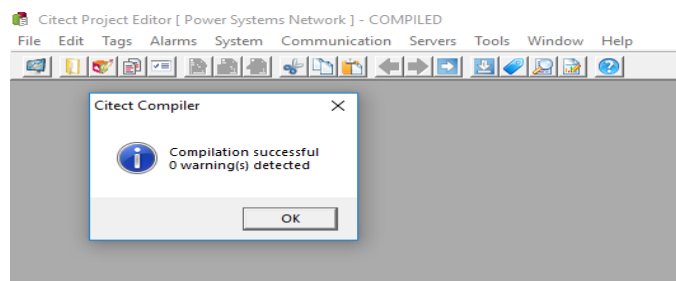 Citect Project Editor [ Power Systems Network ] - COMPILED
File Edit Tags Alarms System Communication Servers Tools Window Help
Citect Compiler
Compilation successful
0 warning(s) detected
OK